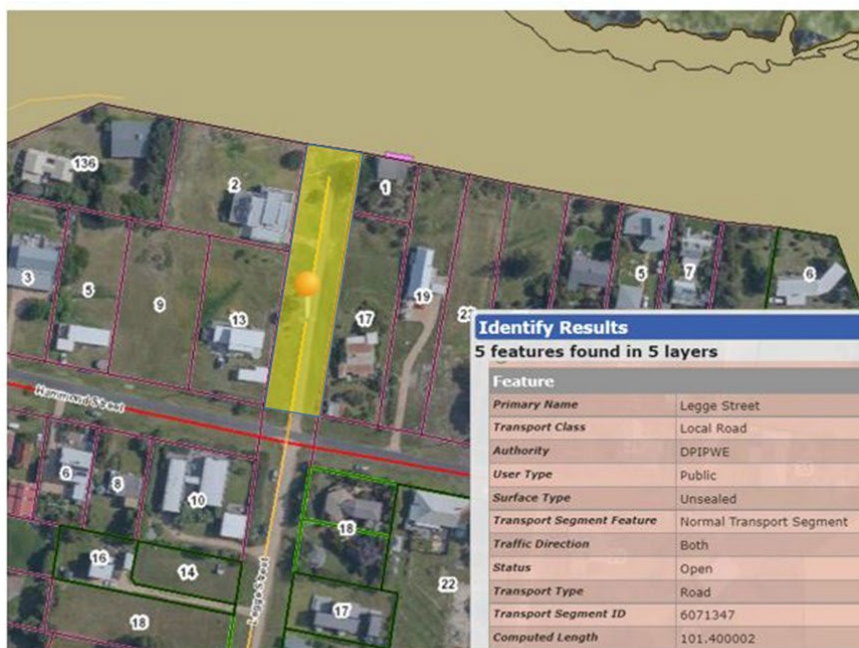 136
2
1
3
5
9
13
17
19
5
7
6
Identify Results
5 features found in 5 layers
Feature
Primary Name Legge Street
Transport Class Local Road
Authority DPIPWE
User Type Public
Surface Type Unsealed
Transport Segment Feature Normal Transport Segment
Traffic Direction Both
Status Open
Transport Type Road
Transport Segment ID 6071347
Computed Length 101.400002
Hammond Street
6
8
10
18
16
14
22
Legge Street
18
17